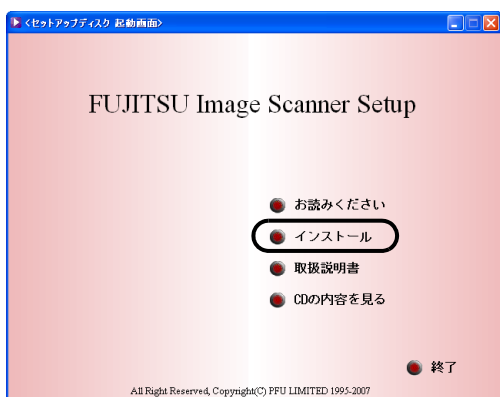 <セットアップディスク 起動画面>
FUJITSU Image Scanner Setup
お読みください
インストール
取扱説明書
CDの内容を見る
終了
All Right Reserved, Copyright(C) PFU LIMITED 1995-2007